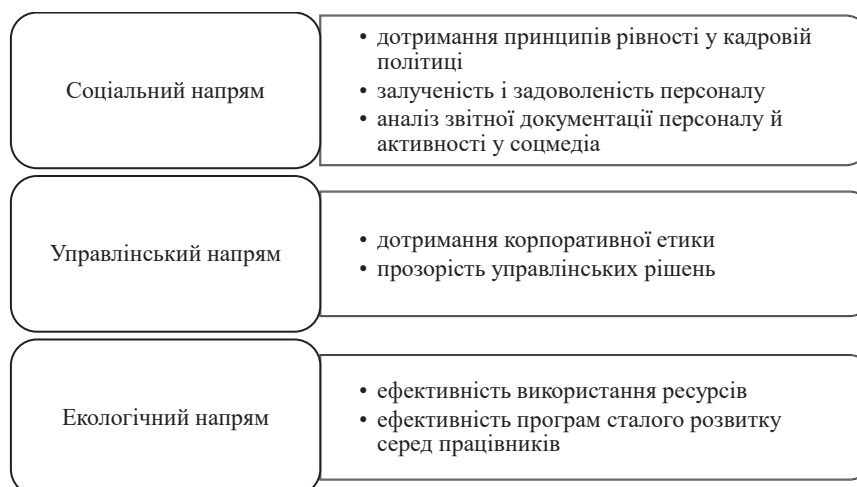 Соціальний напрям
• дотримання принципів рівності у кадровій
політиці
• залученість і задоволеність персоналу
• аналіз звітної документації персоналу й
активності у соцмедіа
Управлінський напрям
• дотримання корпоративної етики
• прозорість управлінських рішень
Екологічний напрям
• ефективність використання ресурсів
• ефективність програм сталого розвитку
серед працівників